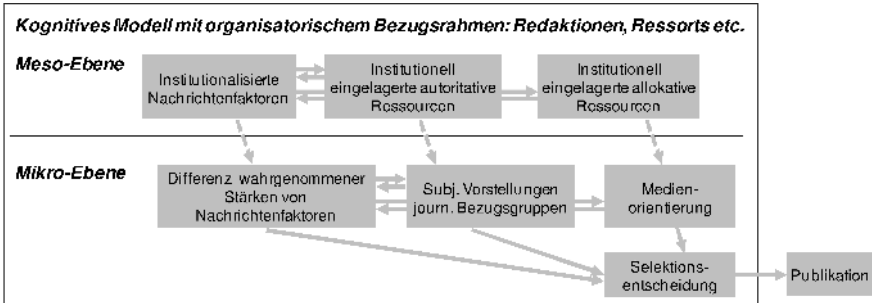 Kognitives Modell mit organisatorischem Bezugsrahmen: Redaktionen, Ressorts etc.
Meso-Ebene
Institutionalisierte
Nachrichtenfaktoren
Institutionell
eingelagerte autoritative
Ressourcen
Institutionell
eingelagerte allokative
Ressourcen
Mikro-Ebene
Differenz wahrgenommener
Stärken von
Nachrichtenfaktoren
Subj. Vorstellungen
journ. Bezugsgruppen
Medien-
orientierung
Selektions-
entscheidung
Publikation